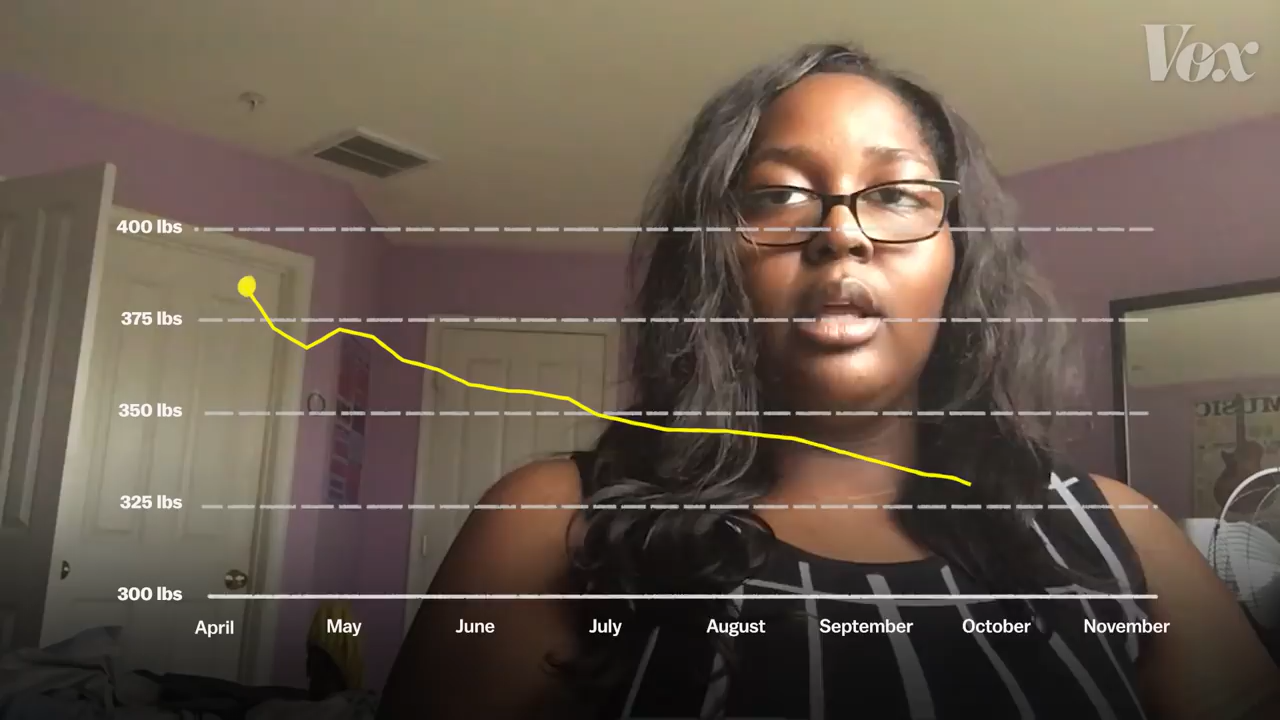 Vox
400 lbs
375 lbs
350 lbs
325 lbs
300 lbs
April May June July August September October November
MUSIC